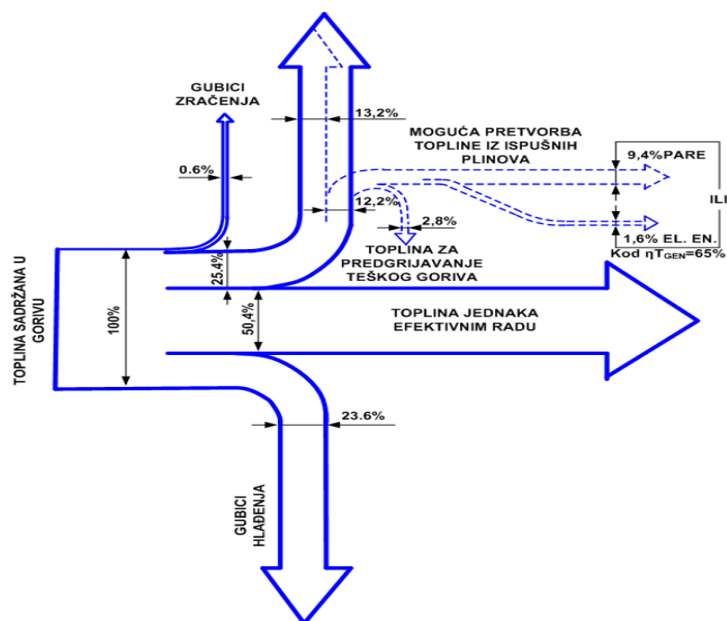 GUBICI
ZRAČENJA
0.6%
13,2%
MOGUĆA PRETVORBA
TOPLINE IZ ISPUŠNIH
PLINOVA
9,4%PARE
ILI
12,2%
2,8%
TOPLINA ZA
PREDGRIJAVANJE
TEŠKOG GORIVA
1,6% EL. EN.
Kod ηTGEN=65%
TOPLINA SADRŽANA U
GORIVU
100%
25.4%
50,4%
TOPLINA JEDNAKA
EFEKTIVNIM RADU
23.6%
GUBICI
HLAĐENJA